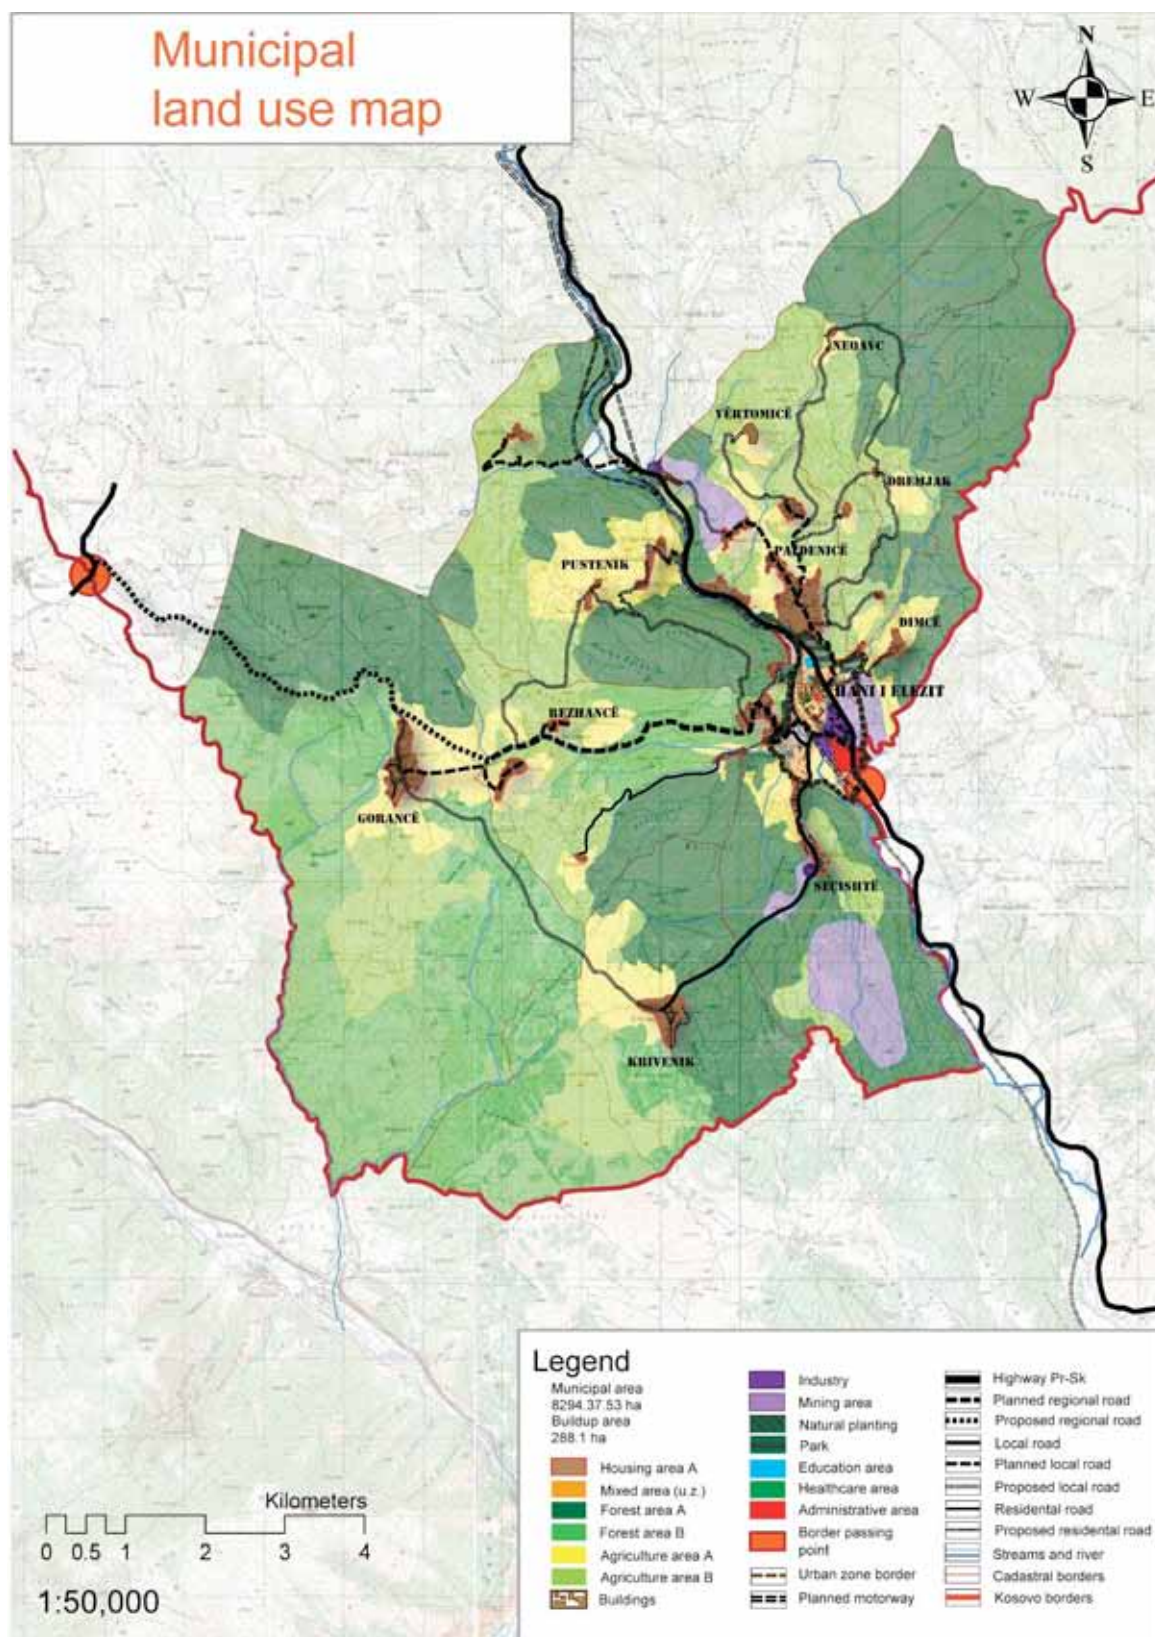 Municipal
land use map
N
W
E
S
NEQAVC
VËRTOMICË
DREMJAK
PUSTENIK
PALDENICË
DIMCË
HANI I ELEZIT
REZHANCË
GORANCË
SEÇISHTË
KRIVENIK
Kilometers
0 0.5 1 2 3 4
1:50,000
Legend
Municipal area
8294.37.53 ha
Buildup area
288.1 ha
Housing area A
Mixed area (u.z.)
Forest area A
Forest area B
Agriculture area A
Agriculture area B
Buildings
Industry
Mining area
Natural planting
Park
Education area
Healthcare area
Administrative area
Border passing
point
Urban zone border
Planned motorway
Highway Pr-Sk
Planned regional road
Proposed regional road
Local road
Planned local road
Proposed local road
Residental road
Proposed residental road
Streams and river
Cadastral borders
Kosovo borders